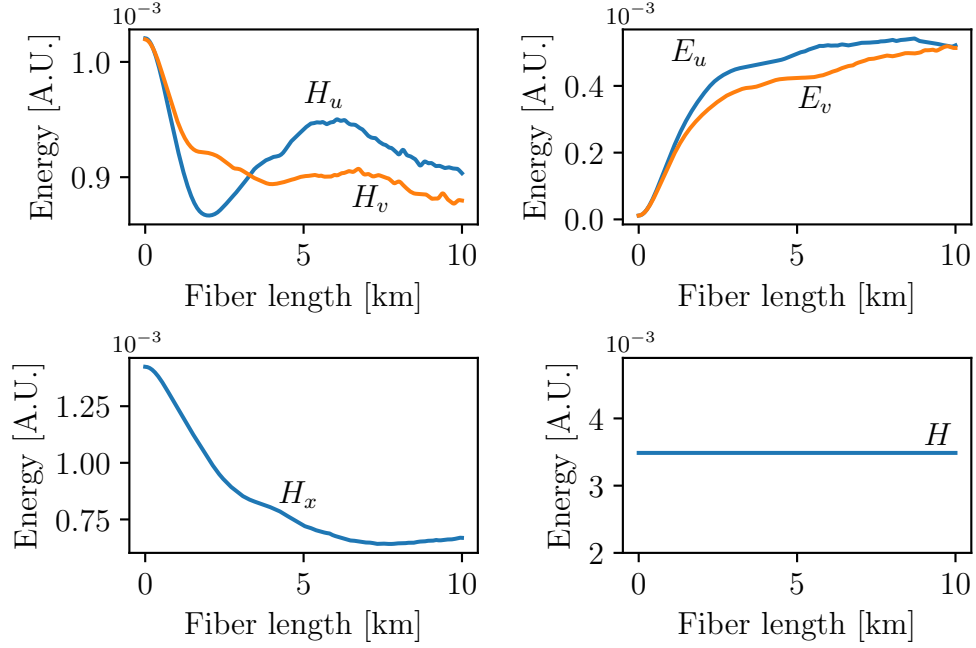 10⁻³
Energy [A.U.]
1.0
0.9
H_u
H_v
0 5 10
Fiber length [km]
10⁻³
Energy [A.U.]
0.4
0.2
0.0
E_u
E_v
0 5 10
Fiber length [km]
10⁻³
Energy [A.U.]
1.25
1.00
0.75
H_x
0 5 10
Fiber length [km]
10⁻³
Energy [A.U.]
4
3
2
H
0 5 10
Fiber length [km]